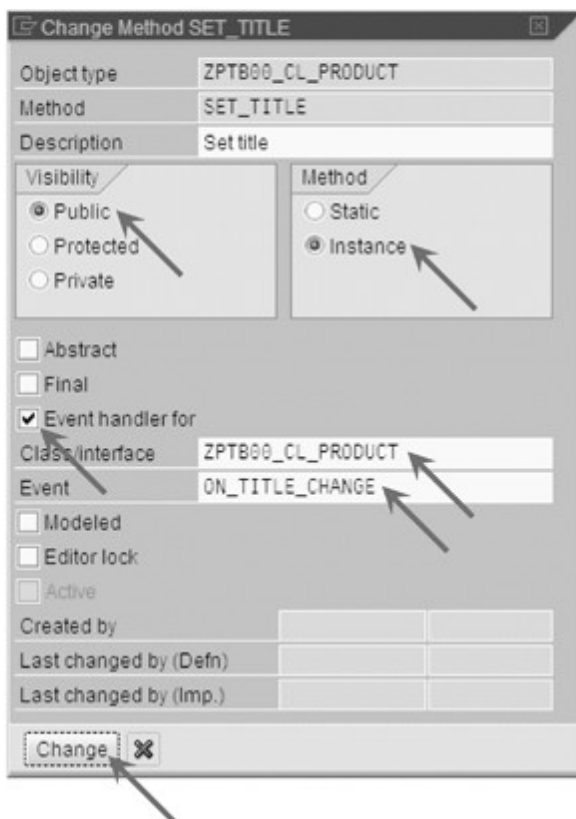 Change Method SET_TITLE
Object type ZPTB00_CL_PRODUCT
Method SET_TITLE
Description Set title
Visibility Method
Public Static
Protected Instance
Private
Abstract
Final
Event handler for
Class/interface ZPTB00_CL_PRODUCT
Event ON_TITLE_CHANGE
Modeled
Editor lock
Active
Created by
Last changed by (Defn)
Last changed by (Imp.)
Change